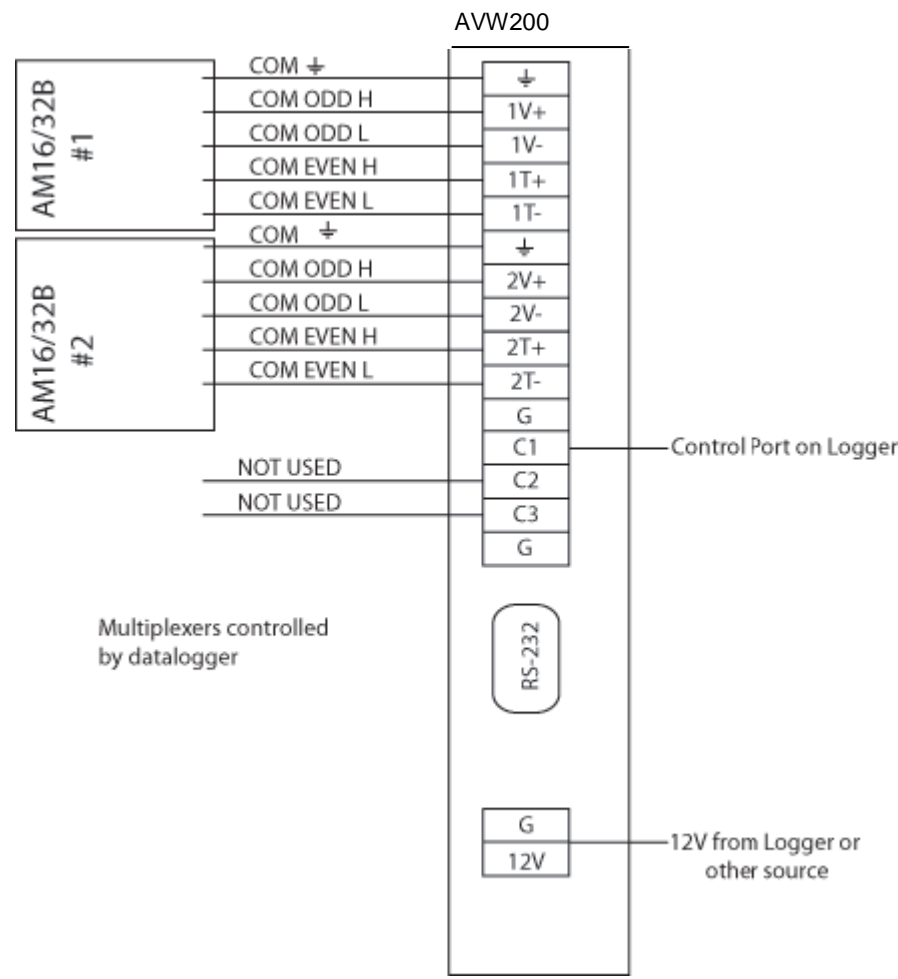 AVW200
AM16/32B
#1
COM ⏚
COM ODD H
COM ODD L
COM EVEN H
COM EVEN L
AM16/32B
#2
COM ⏚
COM ODD H
COM ODD L
COM EVEN H
COM EVEN L
NOT USED
NOT USED
⏚
1V+
1V-
1T+
1T-
⏚
2V+
2V-
2T+
2T-
G
C1
C2
C3
G
Control Port on Logger
Multiplexers controlled
by datalogger
RS-232
G
12V
12V from Logger or
other source